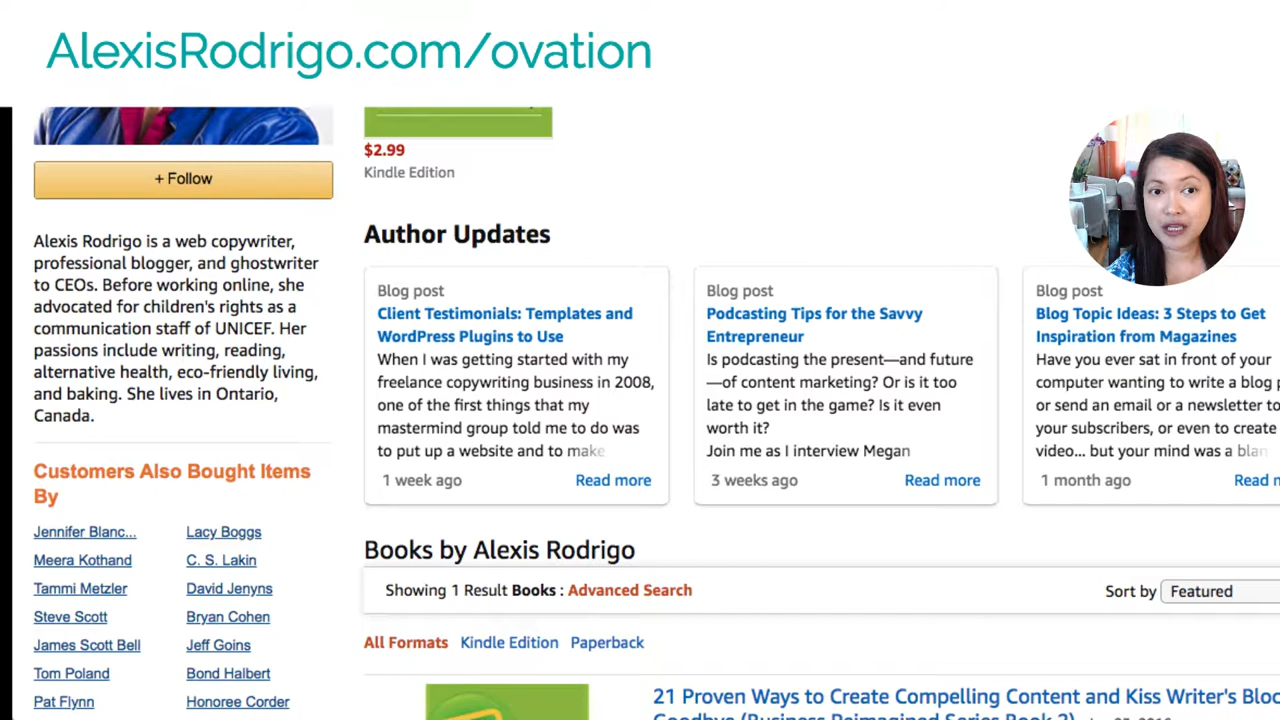 AlexisRodrigo.com/ovation
+ Follow
Alexis Rodrigo is a web copywriter,
professional blogger, and ghostwriter
to CEOs. Before working online, she
advocated for children's rights as a
communication staff of UNICEF. Her
passions include writing, reading,
alternative health, eco-friendly living,
and baking. She lives in Ontario,
Canada.
Customers Also Bought Items
By
Jennifer Blanc... Lacy Boggs
Meera Kothand C. S. Lakin
Tammi Metzler David Jenyns
Steve Scott Bryan Cohen
James Scott Bell Jeff Goins
Tom Poland Bond Halbert
Pat Flynn Honoree Corder
$2.99
Kindle Edition
Author Updates
Blog post
Client Testimonials: Templates and
WordPress Plugins to Use
When I was getting started with my
freelance copywriting business in 2008,
one of the first things that my
mastermind group told me to do was
to put up a website and to make
1 week ago Read more
Blog post
Podcasting Tips for the Savvy
Entrepreneur
Is podcasting the present—and future
—of content marketing? Or is it too
late to get in the game? Is it even
worth it?
Join me as I interview Megan
3 weeks ago Read more
Blog post
Blog Topic Ideas: 3 Steps to Get
Inspiration from Magazines
Have you ever sat in front of your
computer wanting to write a blog
or send an email or a newsletter to
your subscribers, or even to create
video... but your mind was a
1 month ago Read
Books by Alexis Rodrigo
Showing 1 Result Books : Advanced Search
Sort by Featured
All Formats Kindle Edition Paperback
21 Proven Ways to Create Compelling Content and Kiss Writer's
Goodbye (Business Reimagined Series Book 2)